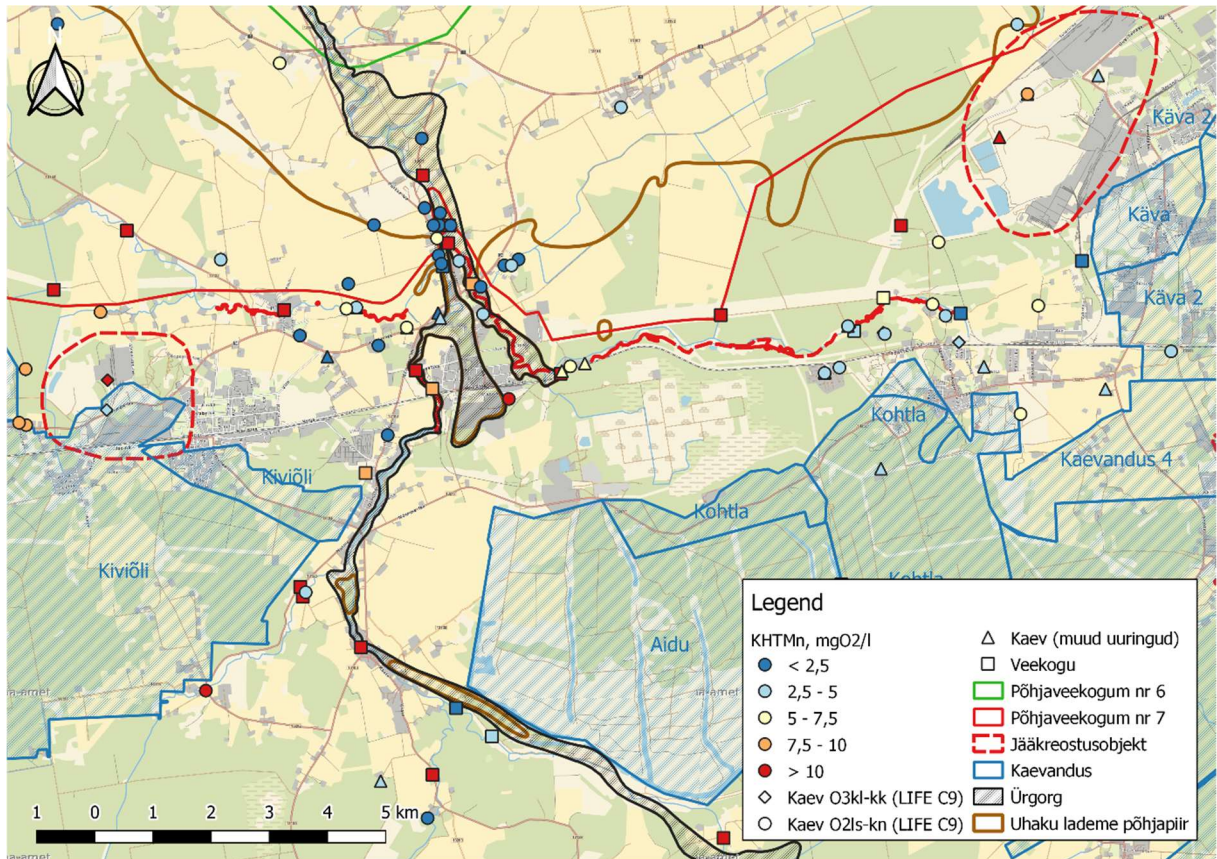 Käva 2
Käva
Käva 2
Kohtla
Kaevandus 4
Kiviõli
Kohtla
Kiviõli
Kohtla
Aidu
Legend
KHTMn, mgO2/l
< 2,5
2,5 - 5
5 - 7,5
7,5 - 10
> 10
Kaev O3kl-kk (LIFE C9)
Kaev O2ls-kn (LIFE C9)
Kaev (muud uuringud)
Veekogu
Põhjaveekogum nr 6
Põhjaveekogum nr 7
Jääkreostusobjekt
Kaevandus
Ürgorg
Uhaku lademe põhjapiir
1 0 1 2 3 4 5 km